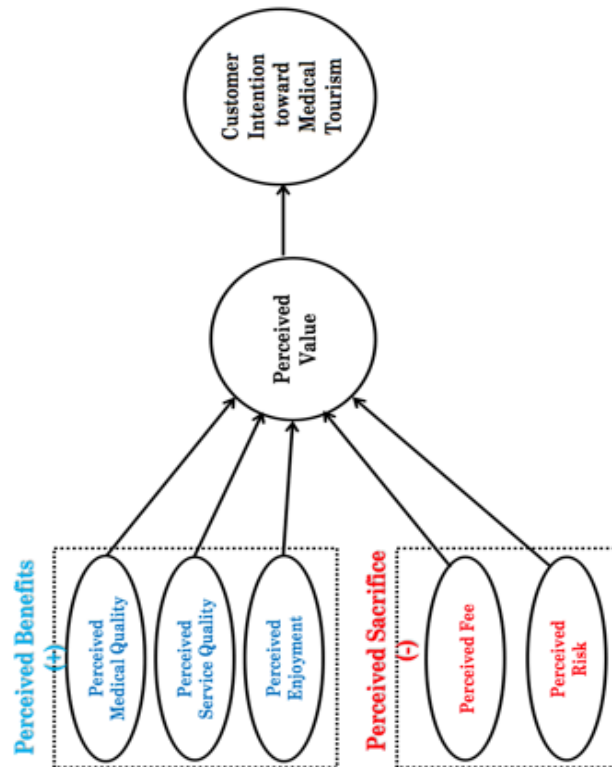 Perceived Benefits
(+)
Perceived
Medical Quality
Perceived
Service Quality
Perceived
Enjoyment
Perceived Sacrifice
(-)
Perceived Fee
Perceived
Risk
Perceived
Value
Customer
Intention
toward
Medical
Tourism